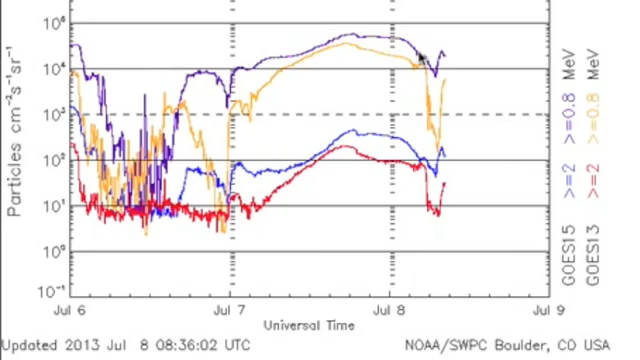 10⁶
10⁵
10⁴
10³
10²
10¹
10⁰
10⁻¹
Particles cm⁻²s⁻¹sr⁻¹
Jul 6
Jul 7
Jul 8
Jul 9
Universal Time
GOES15 >=2 >=0.8 MeV
GOES13 >=2 >=0.8 MeV
Updated 2013 Jul 8 08:36:02 UTC
NOAA/SWPC Boulder, CO USA